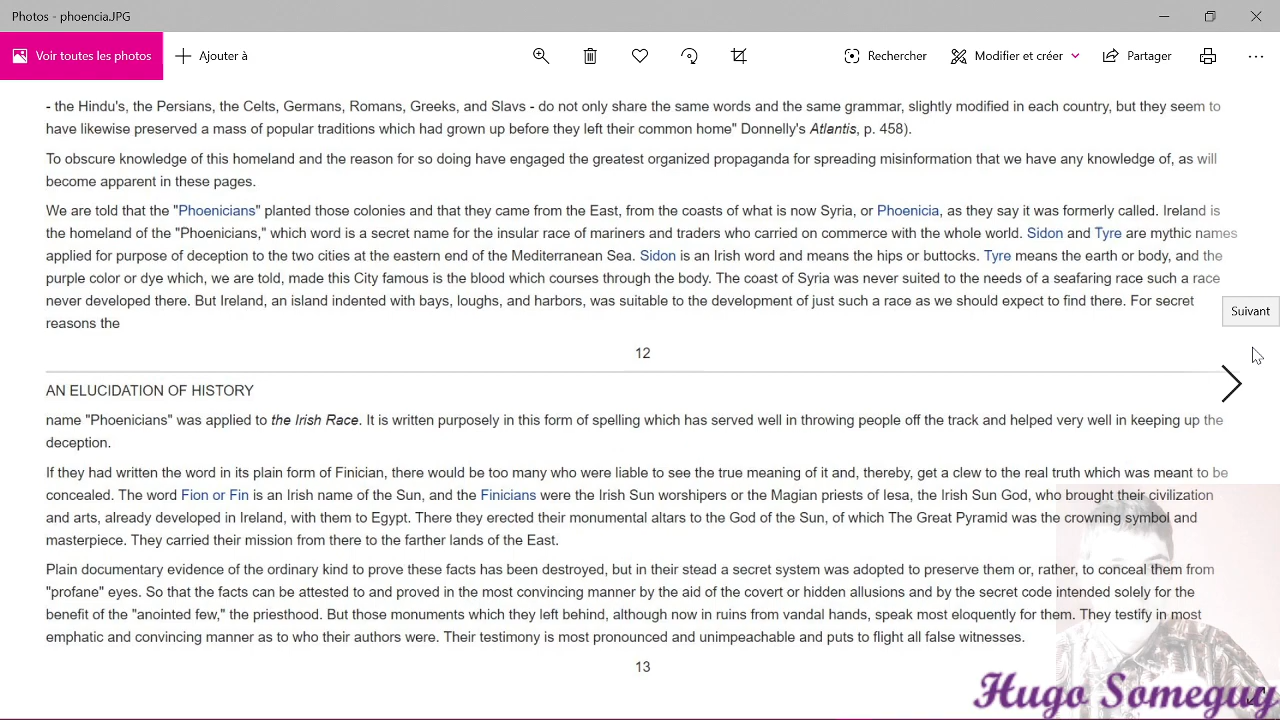 Photos - phoencia.JPG
Voir toutes les photos
Ajouter à
Rechercher
Modifier et créer
Partager
- the Hindu's, the Persians, the Celts, Germans, Romans, Greeks, and Slavs - do not only share the same words and the same grammar, slightly modified in each country, but they seem to
have likewise preserved a mass of popular traditions which had grown up before they left their common home" Donnelly's Atlantis, p. 458).
To obscure knowledge of this homeland and the reason for so doing have engaged the greatest organized propaganda for spreading misinformation that we have any knowledge of, as will
become apparent in these pages.
We are told that the "Phoenicians" planted those colonies and that they came from the East, from the coasts of what is now Syria, or Phoenicia, as they say it was formerly called. Ireland is
the homeland of the "Phoenicians," which word is a secret name for the insular race of mariners and traders who carried on commerce with the whole world. Sidon and Tyre are mythic names
applied for purpose of deception to the two cities at the eastern end of the Mediterranean Sea. Sidon is an Irish word and means the hips or buttocks. Tyre means the earth or body, and the
purple color or dye which, we are told, made this City famous is the blood which courses through the body. The coast of Syria was never suited to the needs of a seafaring race such a race
never developed there. But Ireland, an island indented with bays, loughs, and harbors, was suitable to the development of just such a race as we should expect to find there. For secret
reasons the
Suivant
12
AN ELUCIDATION OF HISTORY
name "Phoenicians" was applied to the Irish Race. It is written purposely in this form of spelling which has served well in throwing people off the track and helped very well in keeping up the
deception.
If they had written the word in its plain form of Finician, there would be too many who were liable to see the true meaning of it and, thereby, get a clew to the real truth which was meant to be
concealed. The word Fion or Fin is an Irish name of the Sun, and the Finicians were the Irish Sun worshipers or the Magian priests of Iesa, the Irish Sun God, who brought their civilization
and arts, already developed in Ireland, with them to Egypt. There they erected their monumental altars to the God of the Sun, of which The Great Pyramid was the crowning symbol and
masterpiece. They carried their mission from there to the farther lands of the East.
Plain documentary evidence of the ordinary kind to prove these facts has been destroyed, but in their stead a secret system was adopted to preserve them or, rather, to conceal them from
"profane" eyes. So that the facts can be attested to and proved in the most convincing manner by the aid of the covert or hidden allusions and by the secret code intended solely for the
benefit of the "anointed few," the priesthood. But those monuments which they left behind, although now in ruins from vandal hands, speak most eloquently for them. They testify in most
emphatic and convincing manner as to who their authors were. Their testimony is most pronounced and unimpeachable and puts to flight all false witnesses.
13
Hugo Someguy